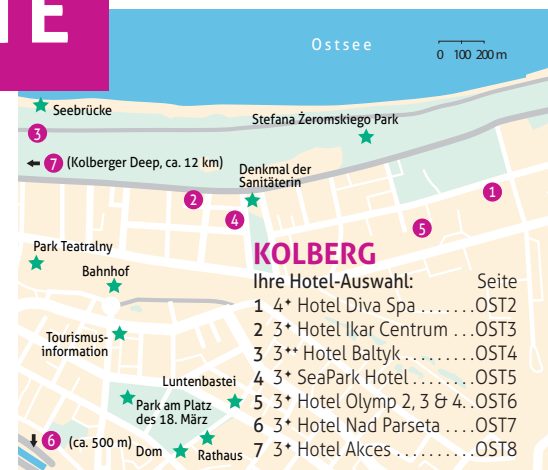 TE
Ostsee
0 100 200 m
Seebrücke
Stefana Żeromskiego Park
3
7 (Kolberger Deep, ca. 12 km)
Denkmal der
Sanitäterin
2
1
4
5
Park Teatralny
Bahnhof
Tourismus-
information
Luntenbastei
Park am Platz
des 18. März
6 (ca. 500 m)
Dom
Rathaus
KOLBERG
Ihre Hotel-Auswahl: Seite
1 4+ Hotel Diva Spa . . . . . . . OST2
2 3+ Hotel Ikar Centrum . . . OST3
3 3++ Hotel Baltyk . . . . . . . . OST4
4 3+ SeaPark Hotel . . . . . . . OST5
5 3+ Hotel Olymp 2, 3 & 4. . OST6
6 3+ Hotel Nad Parseta . . . . OST7
7 3+ Hotel Akces . . . . . . . . . . OST8